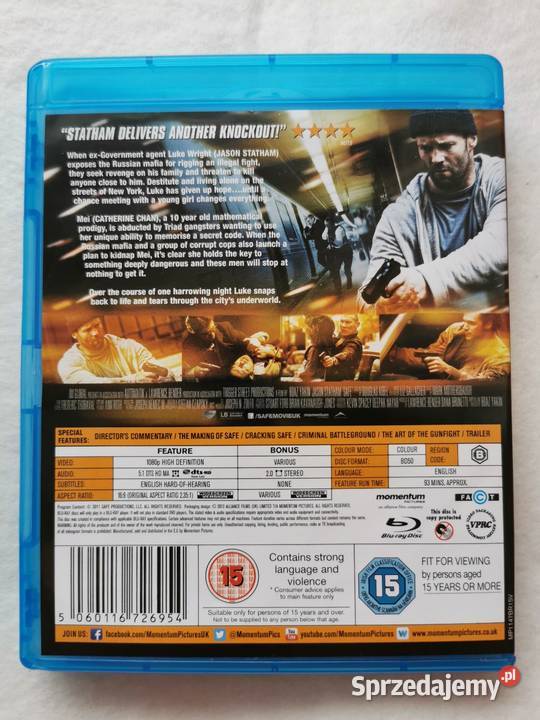 "STATHAM DELIVERS ANOTHER KNOCKOUT!" ★★★★
When ex-Government agent Luke Wright (JASON STATHAM)
exposes the Russian mafia for rigging an illegal fight,
they seek revenge on his family and threaten to kill
anyone close to him. Destitute and living alone on the
streets of New York, Luke has given up hope....until a
chance meeting with a young girl changes everything.
Mei (CATHERINE CHAN), a 10 year old mathematical
prodigy, is abducted by Triad gangsters wanting to use
her unique ability to memorise a secret code. When the
Russian mafia and a group of corrupt cops also launch a
plan to kidnap Mei, it's clear she holds the key to
something deeply dangerous and these men will stop at
nothing to get it.
Over the course of one harrowing night Luke snaps
back to life and tears through the city's underworld.
/SAFEMOVIEUK
SPECIAL FEATURES: DIRECTOR'S COMMENTARY / THE MAKING OF SAFE / CRACKING SAFE / CRIMINAL BATTLEGROUND / THE ART OF THE GUNFIGHT / TRAILER
FEATURE BONUS COLOUR MODE: COLOUR REGION CODE: B
VIDEO: 1080p HIGH DEFINITION VARIOUS DISC FORMAT: BD50
AUDIO: 5.1 DTS HD MA 2.0 STEREO LANGUAGE: ENGLISH
SUBTITLES: ENGLISH HARD-OF-HEARING NONE FEATURE RUN TIME: 93 MINS. APPROX.
ASPECT RATIO: 16:9 (ORIGINAL ASPECT RATIO 2.35:1) WIDESCREEN VARIOUS WIDESCREEN
momentum PICTURES
FACT
Blu-ray Disc
This disc is copy protected
VPRC
5 060116 726954
15
Contains strong
language and
violence
* Consumer advice applies
to main feature only
Suitable only for persons of 15 years and over.
Not to be supplied to any person below that age.
15
FIT FOR VIEWING
by persons aged
15 YEARS OR MORE
MP1147BR15V
JOIN US: facebook.com/MomentumPicturesUK @MomentumPics You Tube youtube.com/MomentumPictures www.momentumpictures.co.uk
Sprzedajemy.pl